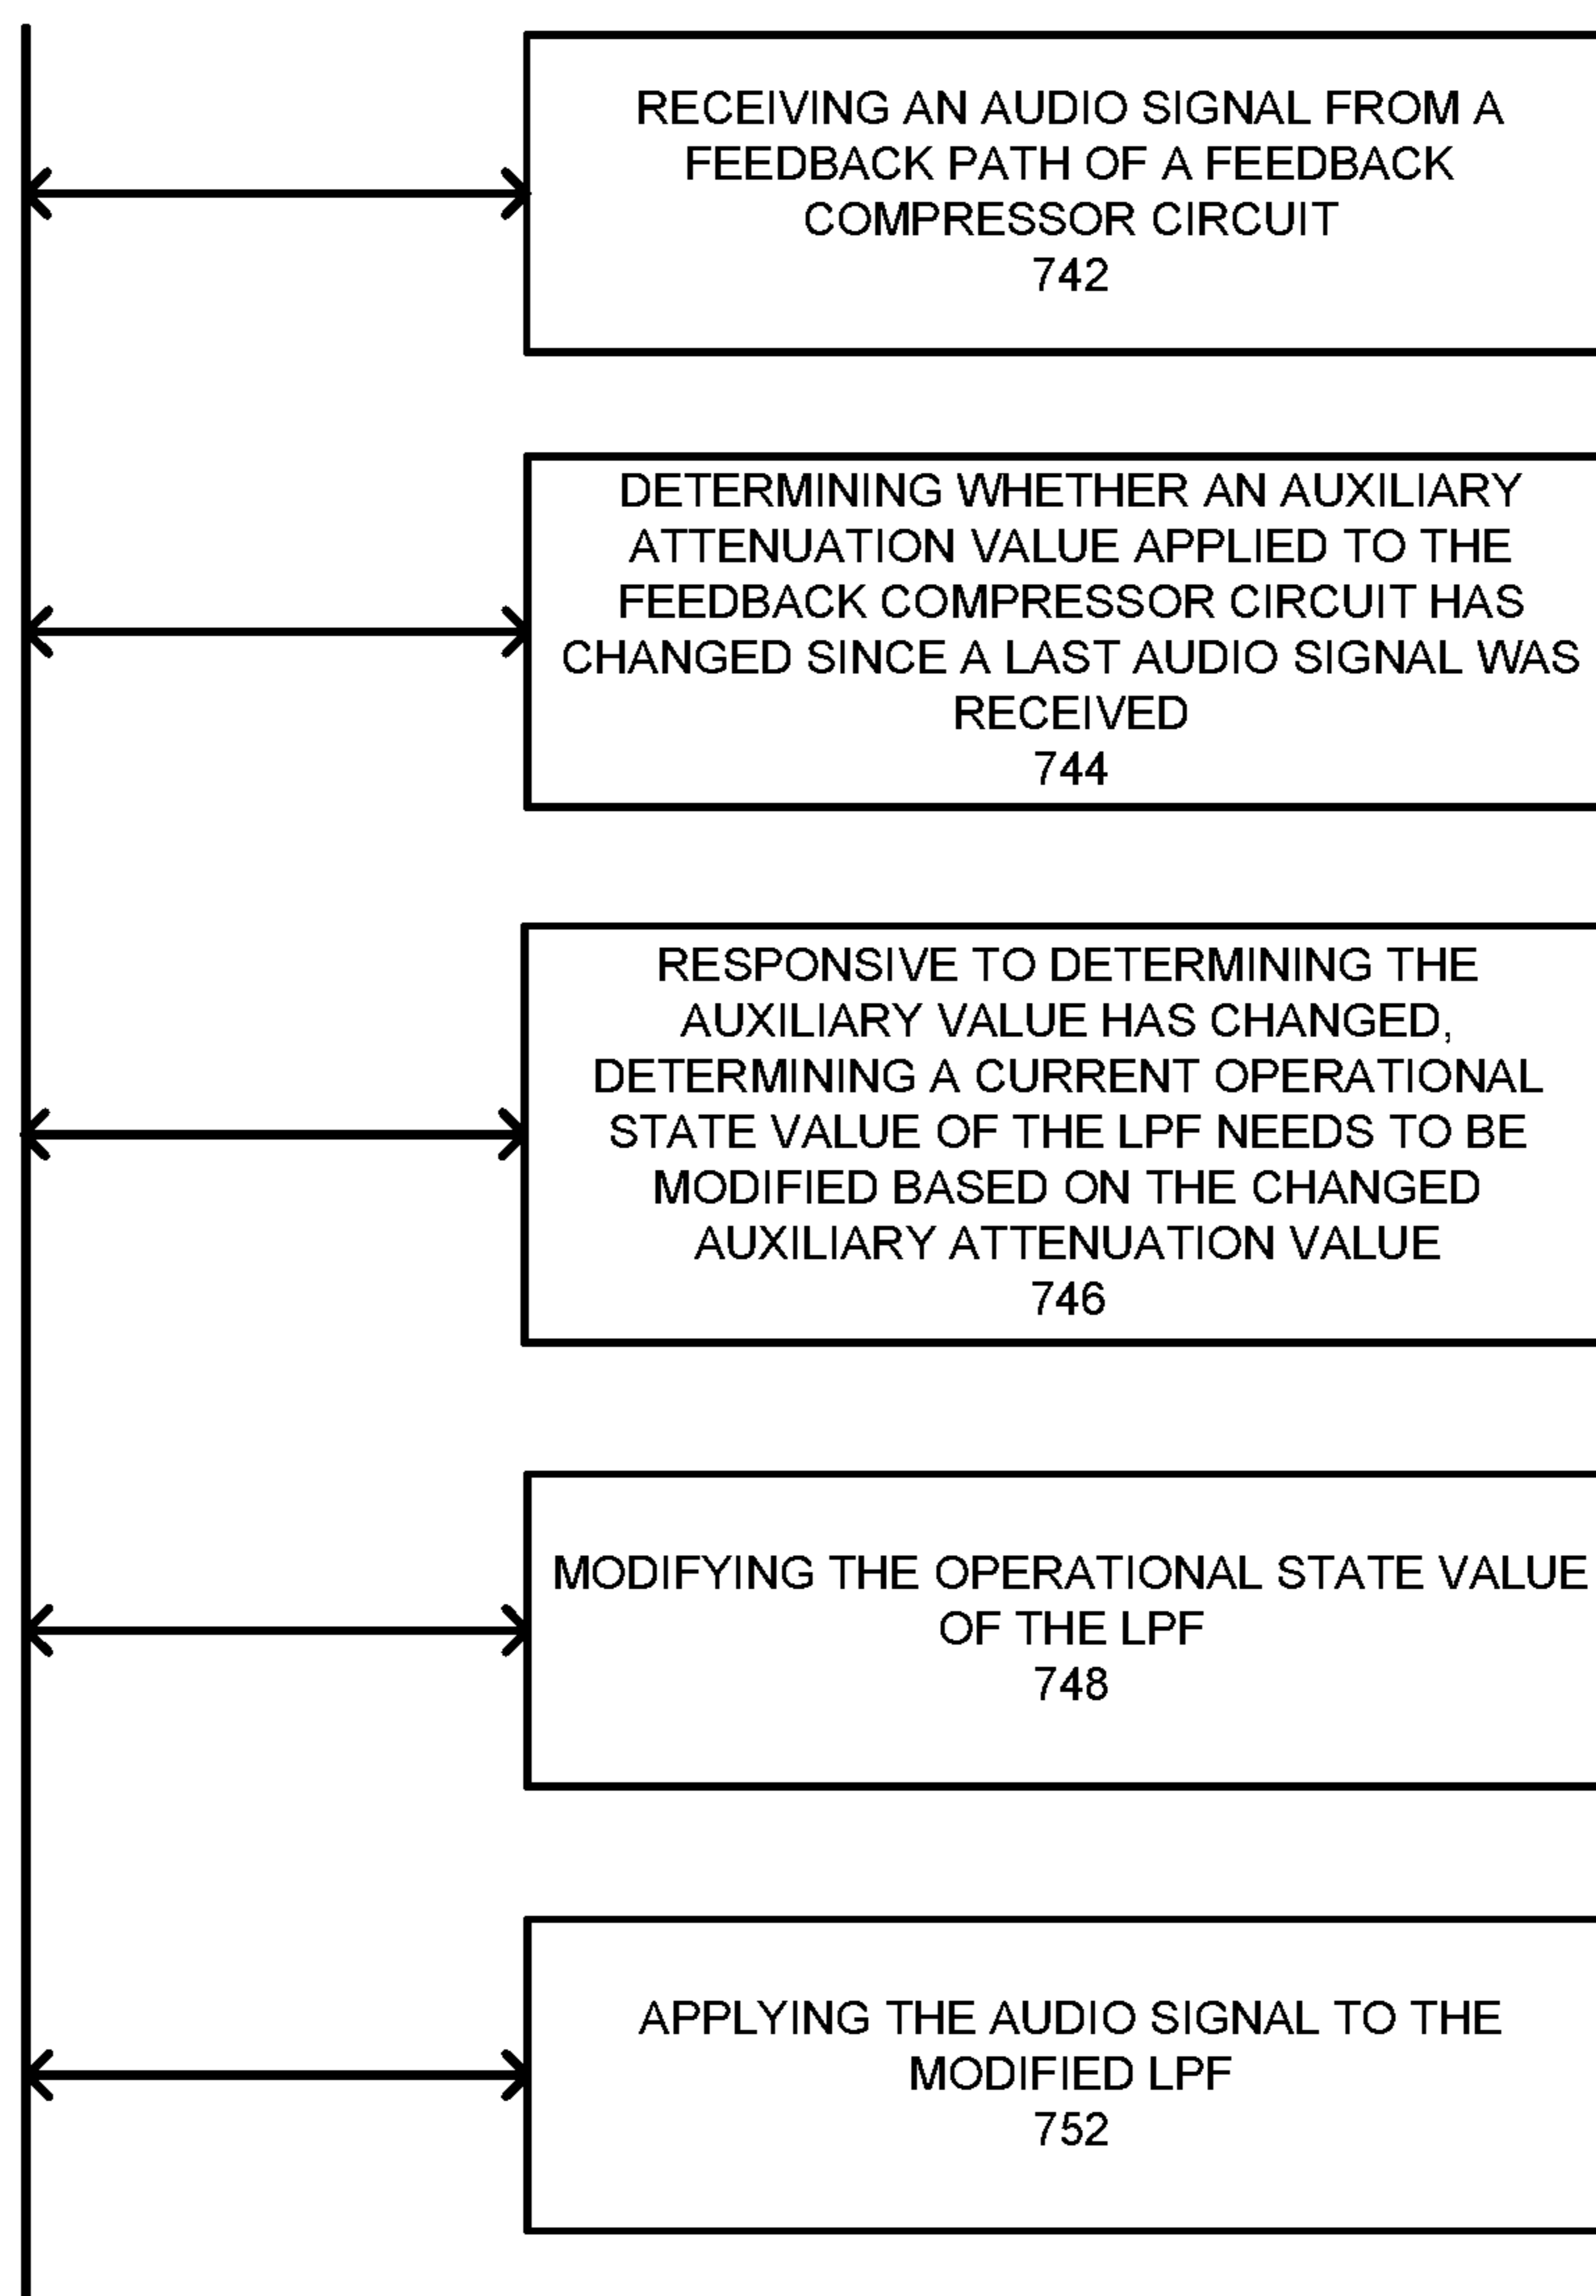 RECEIVING AN AUDIO SIGNAL FROM A
FEEDBACK PATH OF A FEEDBACK
COMPRESSOR CIRCUIT
742
DETERMINING WHETHER AN AUXILIARY
ATTENUATION VALUE APPLIED TO THE
FEEDBACK COMPRESSOR CIRCUIT HAS
CHANGED SINCE A LAST AUDIO SIGNAL WAS
RECEIVED
744
RESPONSIVE TO DETERMINING THE
AUXILIARY VALUE HAS CHANGED,
DETERMINING A CURRENT OPERATIONAL
STATE VALUE OF THE LPF NEEDS TO BE
MODIFIED BASED ON THE CHANGED
AUXILIARY ATTENUATION VALUE
746
MODIFYING THE OPERATIONAL STATE VALUE
OF THE LPF
748
APPLYING THE AUDIO SIGNAL TO THE
MODIFIED LPF
752